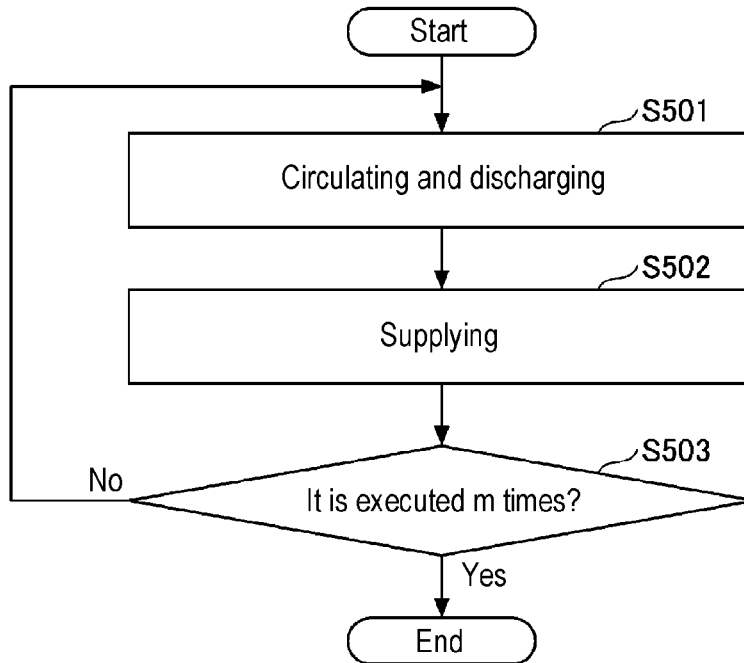 Start
S501
Circulating and discharging
S502
Supplying
S503
No
It is executed m times?
Yes
End